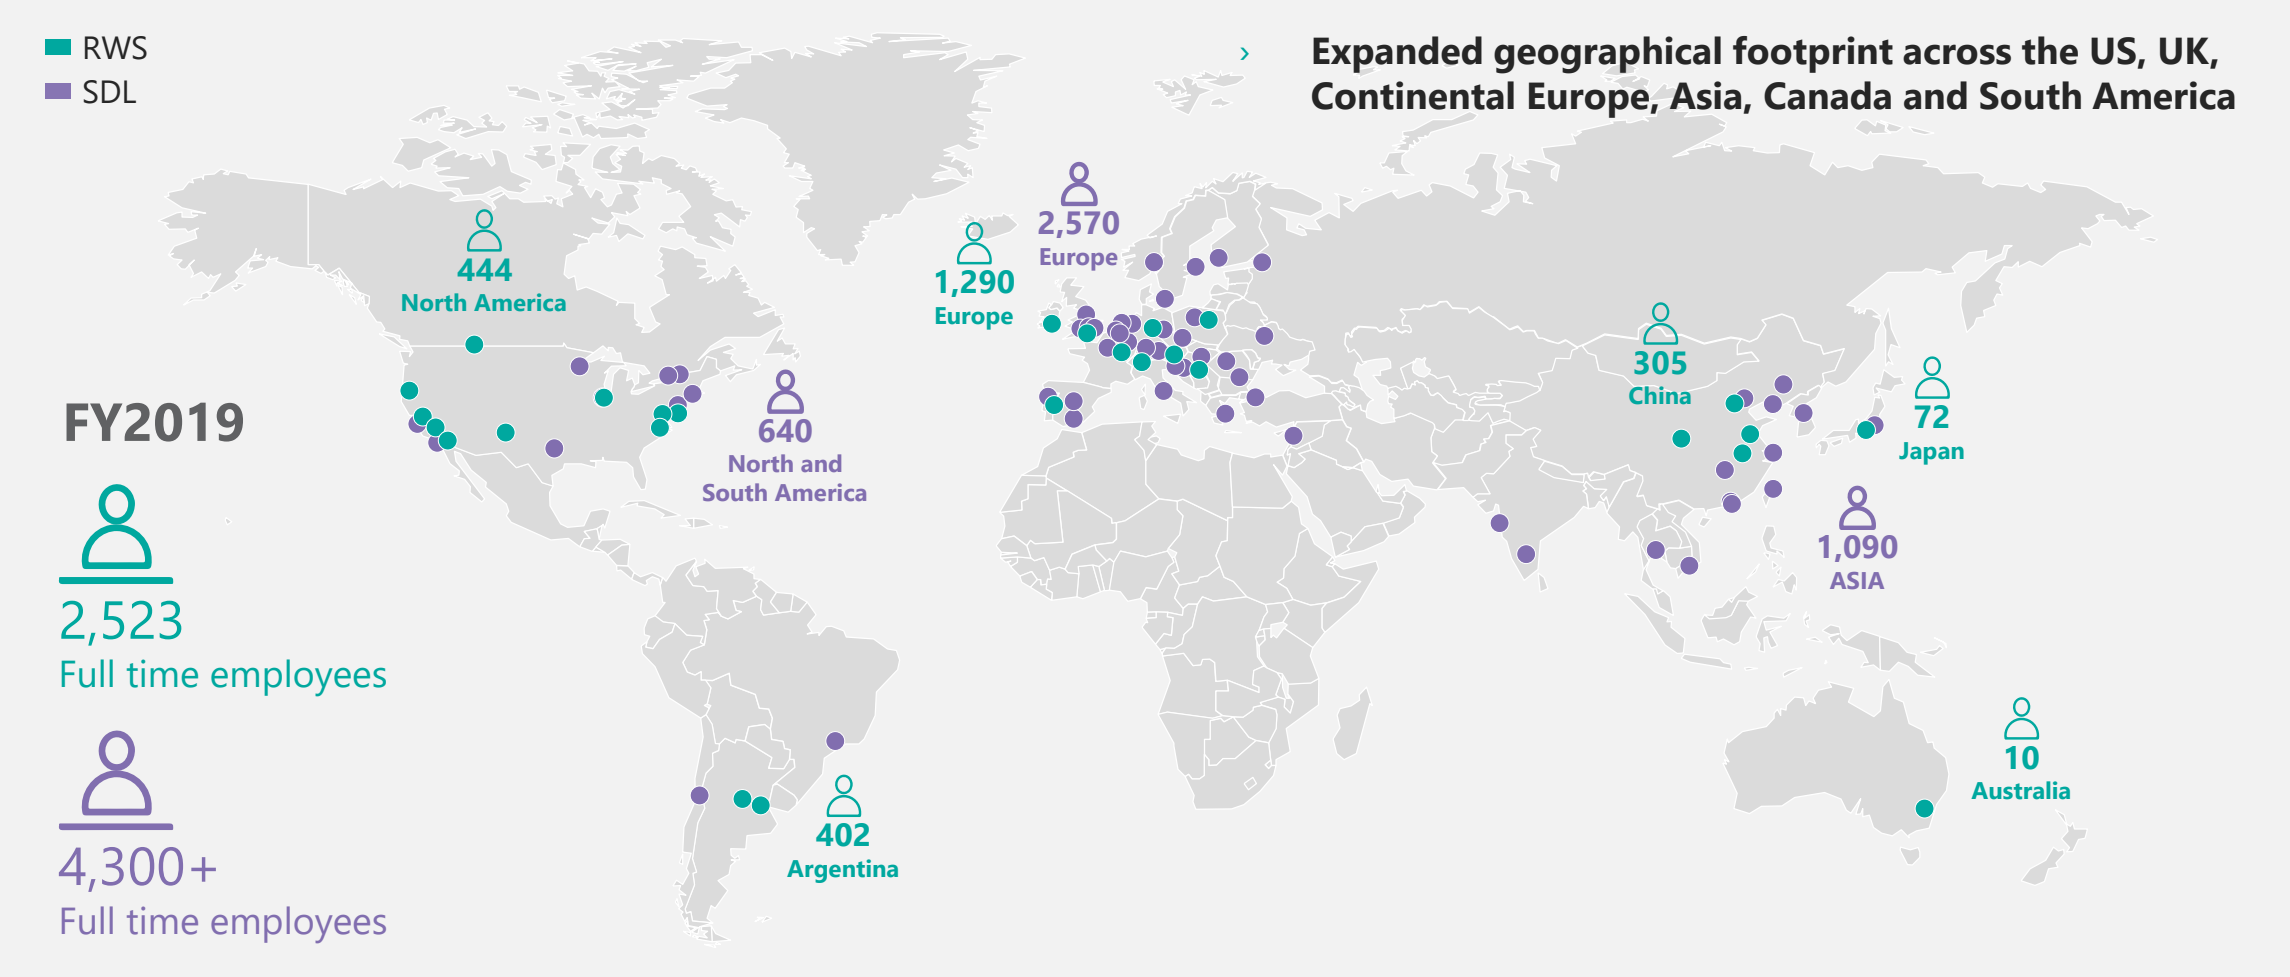 RWS
SDL
› Expanded geographical footprint across the US, UK,
Continental Europe, Asia, Canada and South America
2,570
Europe
1,290
Europe
444
North America
305
China
72
Japan
640
North and
South America
FY2019
2,523
Full time employees
1,090
ASIA
10
Australia
402
Argentina
4,300+
Full time employees